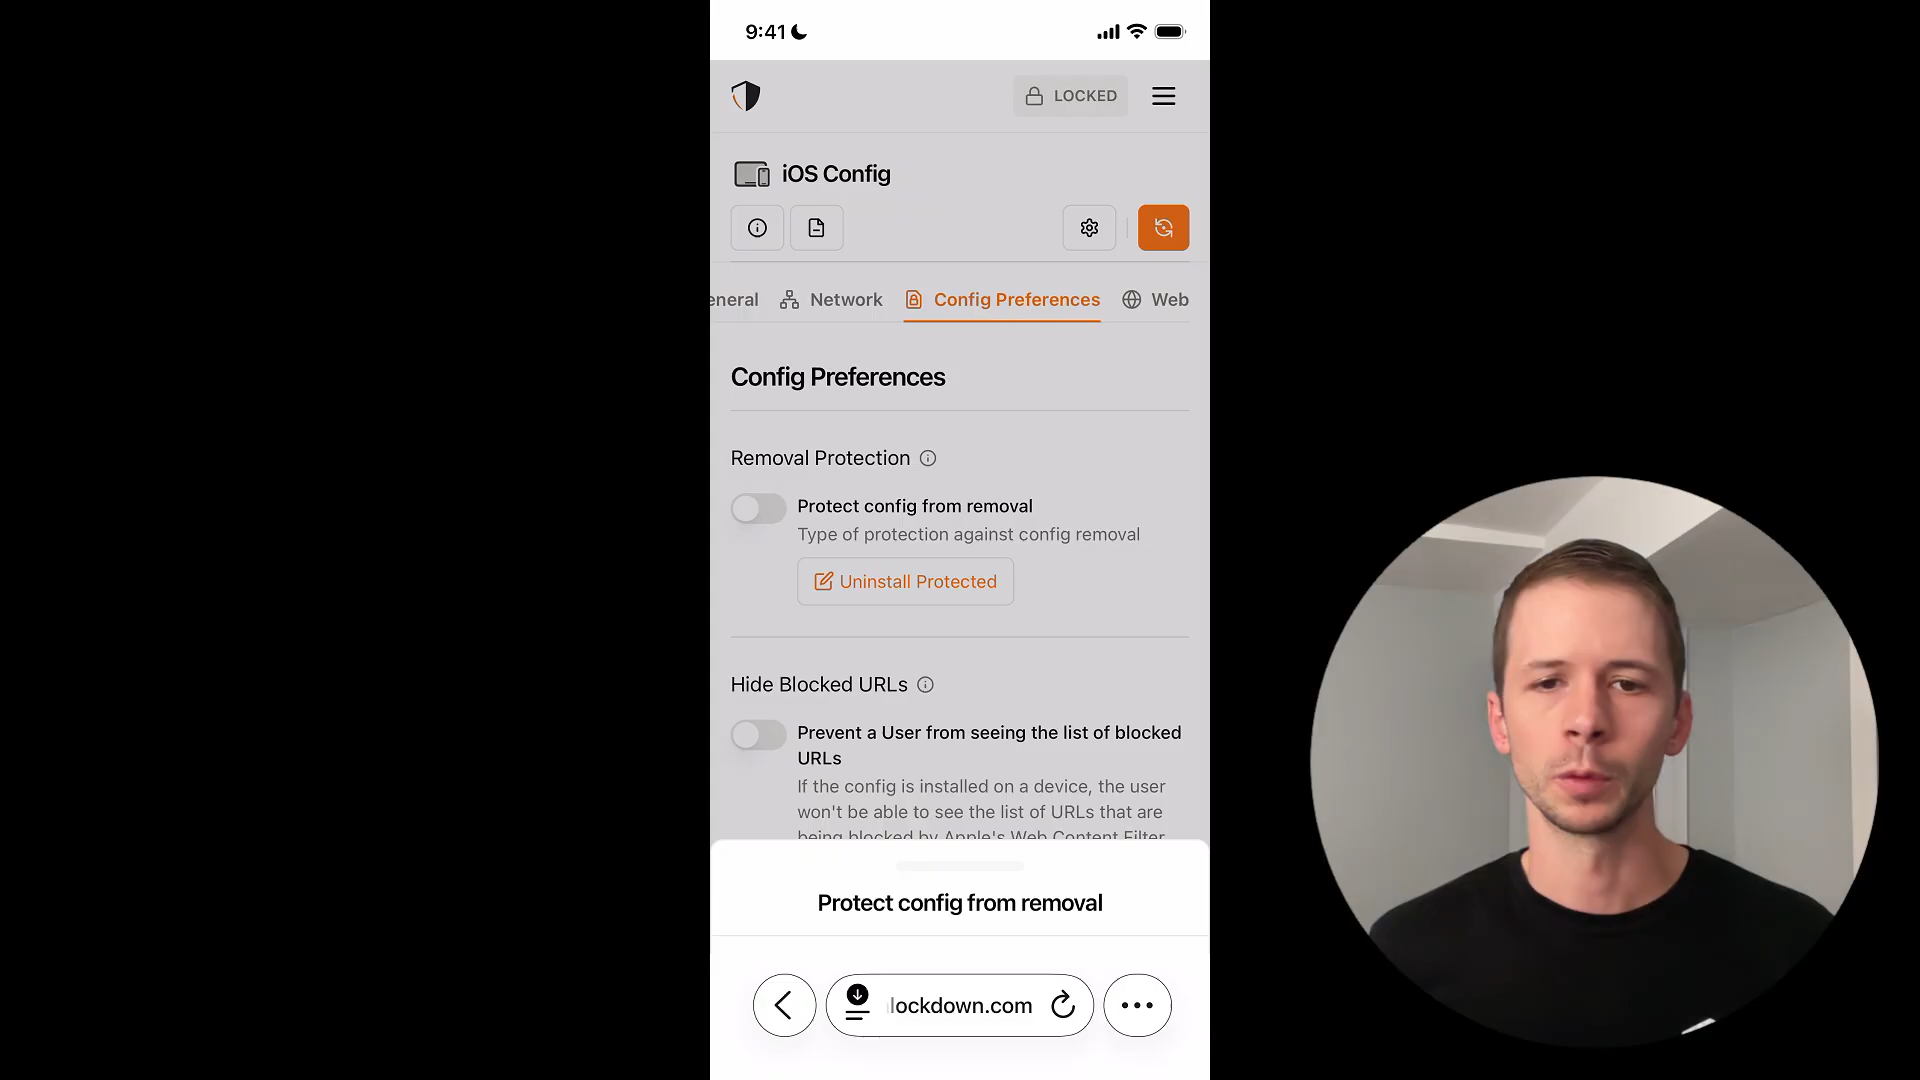 9:41
LOCKED
iOS Config
eneral
Network
Config Preferences
Web
Config Preferences
Removal Protection
Protect config from removal
Type of protection against config removal
Uninstall Protected
Hide Blocked URLs
Prevent a User from seeing the list of blocked
URLs
If the config is installed on a device, the user
won't be able to see the list of URLs that are
being blocked by Apple's Web Content Filter
Protect config from removal
lockdown.com